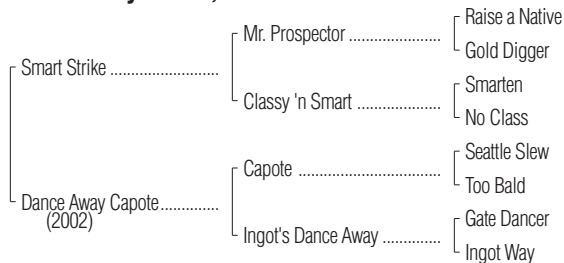 Raise a Native
Mr. Prospector ....................
Gold Digger
Smart Strike ........................
Smarten
Classy 'n Smart ..................
No Class
Seattle Slew
Capote ...............................
Too Bald
Dance Away Capote.............
(2002)
Gate Dancer
Ingot's Dance Away .............
Ingot Way